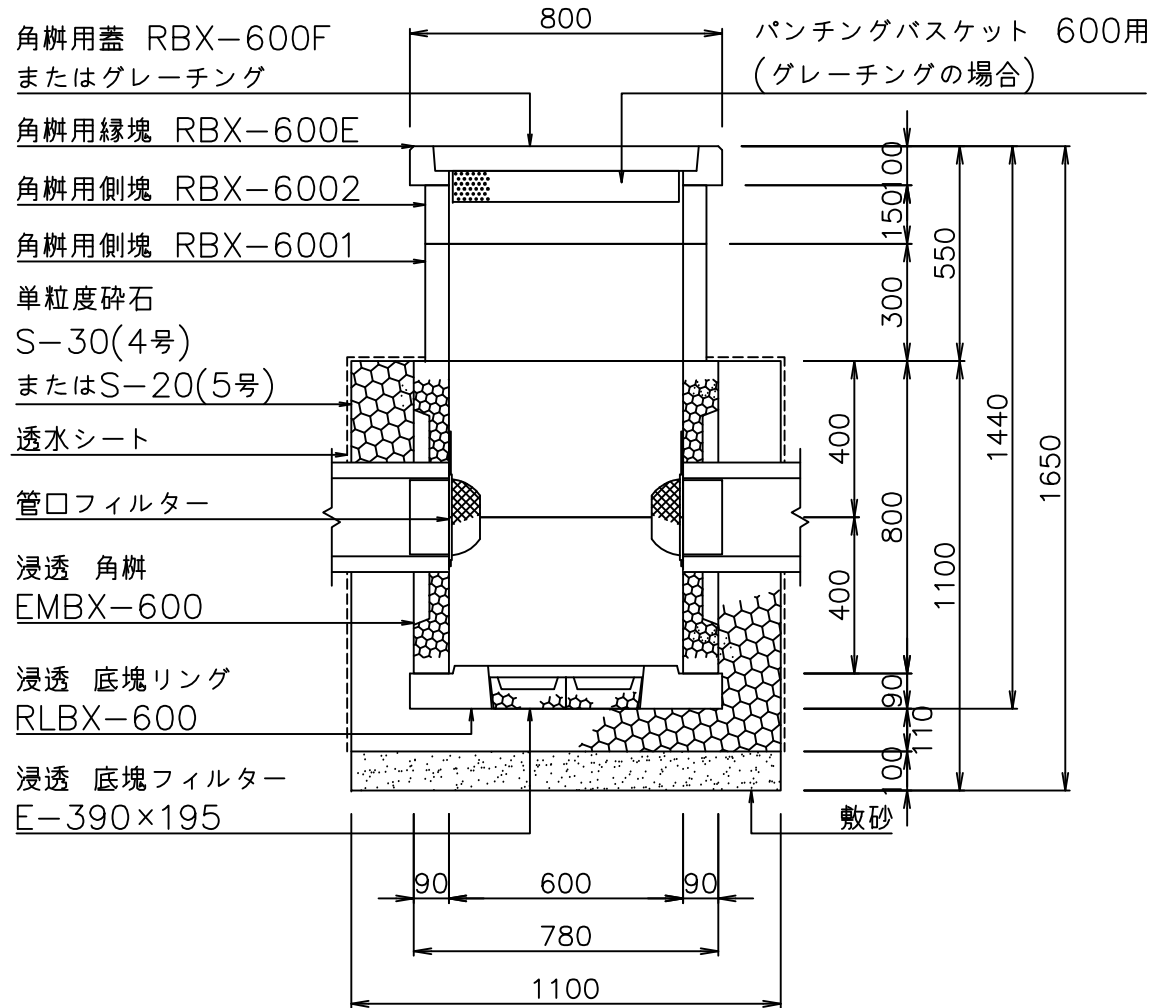 角桝用蓋 RBX-600F
またはグレーチング
角桝用縁塊 RBX-600E
角桝用側塊 RBX-6002
角桝用側塊 RBX-6001
単粒度砕石
S-30(4号)
またはS-20(5号)
透水シート
管口フィルター
浸透 角桝
EMBX-600
浸透 底塊リング
RLBX-600
浸透 底塊フィルター
E-390×195
800
パンチングバスケット 600用
(グレーチングの場合)
100
150
300
550
400
400
800
1100
1440
1650
90
110
100
敷砂
90
600
90
780
1100